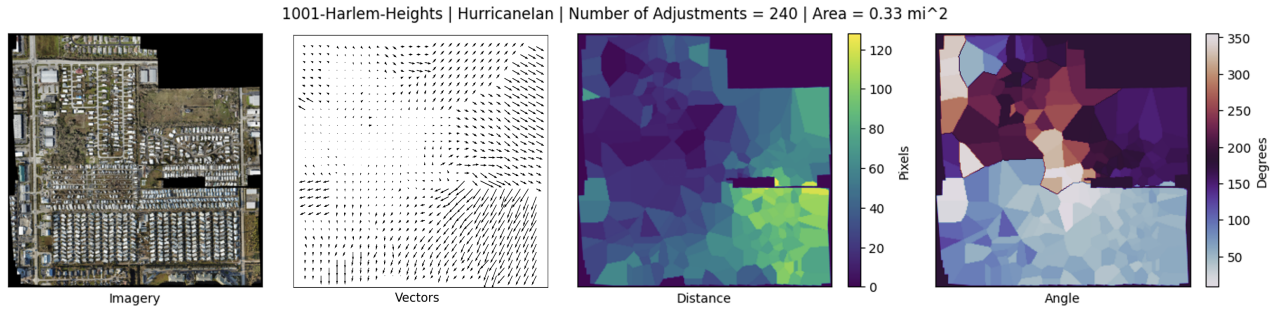 1001-Harlem-Heights | HurricaneIan | Number of Adjustments = 240 | Area = 0.33 mi^2
120
100
80
60
40
20
0
Pixels
350
300
250
200
150
100
50
Degrees
Imagery
Vectors
Distance
Angle